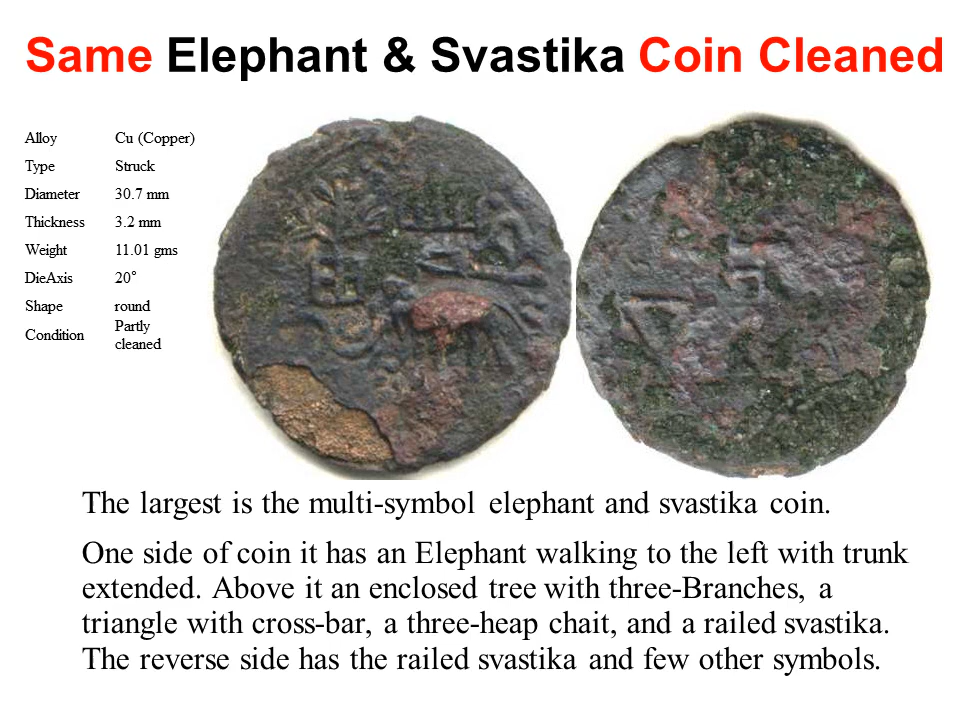 Same Elephant & Svastika Coin Cleaned
Alloy Cu (Copper)
Type Struck
Diameter 30.7 mm
Thickness 3.2 mm
Weight 11.01 gms
DieAxis 20°
Shape round
Condition Partly
cleaned
The largest is the multi-symbol elephant and svastika coin.
One side of coin it has an Elephant walking to the left with trunk
extended. Above it an enclosed tree with three-Branches, a
triangle with cross-bar, a three-heap chait, and a railed svastika.
The reverse side has the railed svastika and few other symbols.